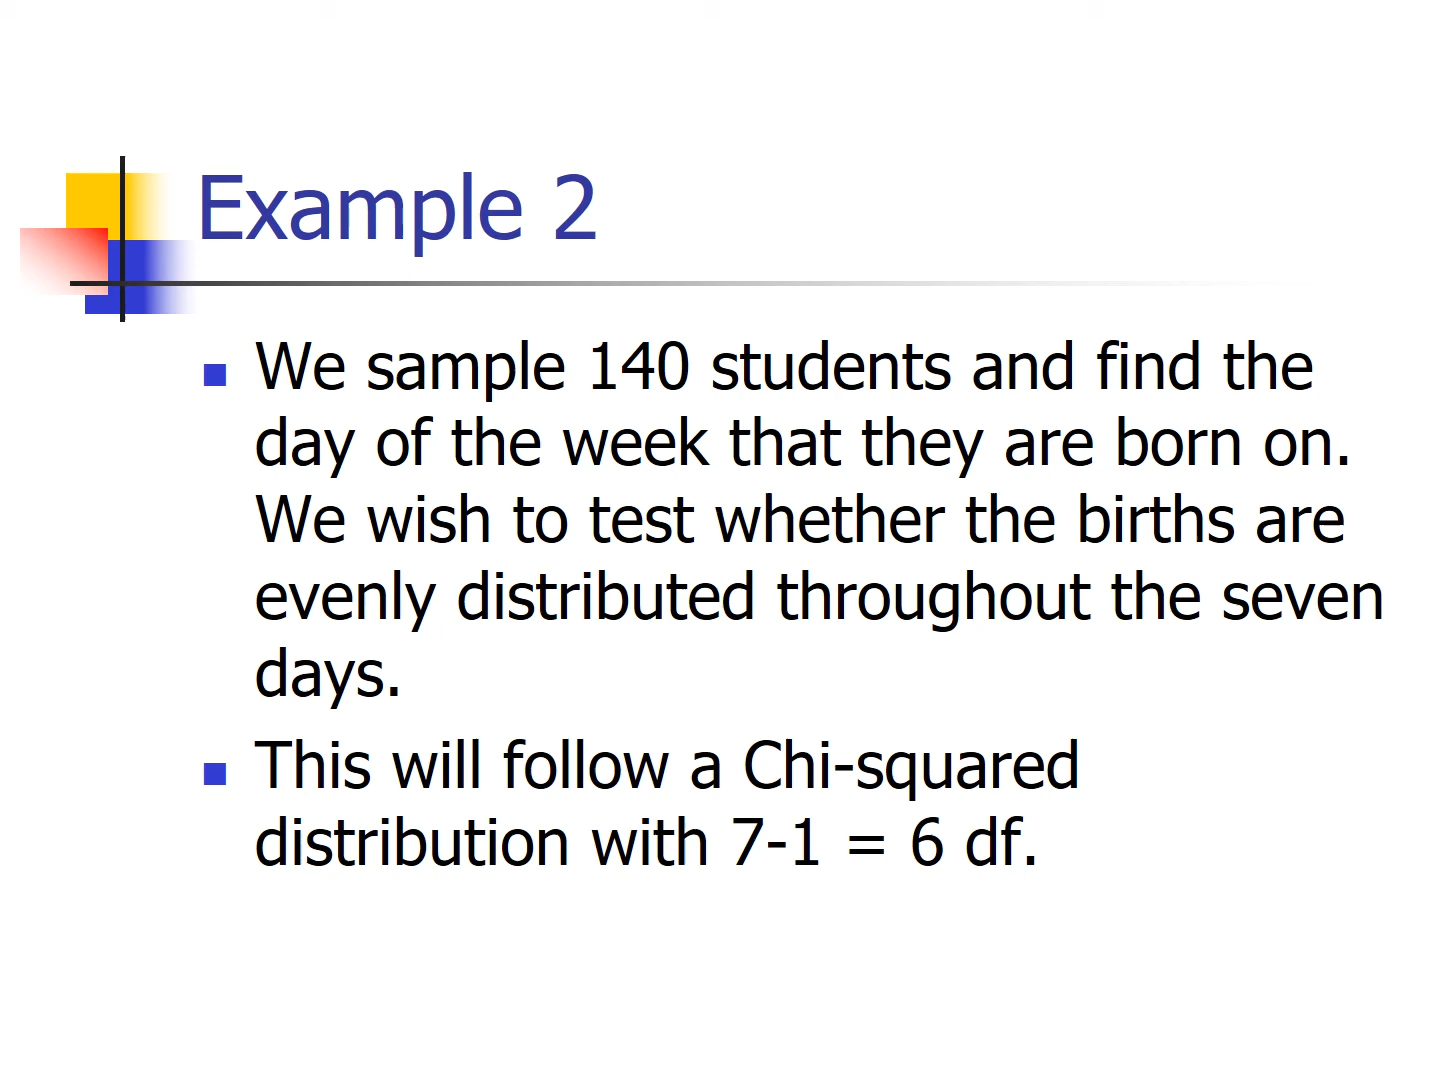 Example 2
We sample 140 students and find the
day of the week that they are born on.
We wish to test whether the births are
evenly distributed throughout the seven
days.
This will follow a Chi-squared
distribution with 7-1 = 6 df.